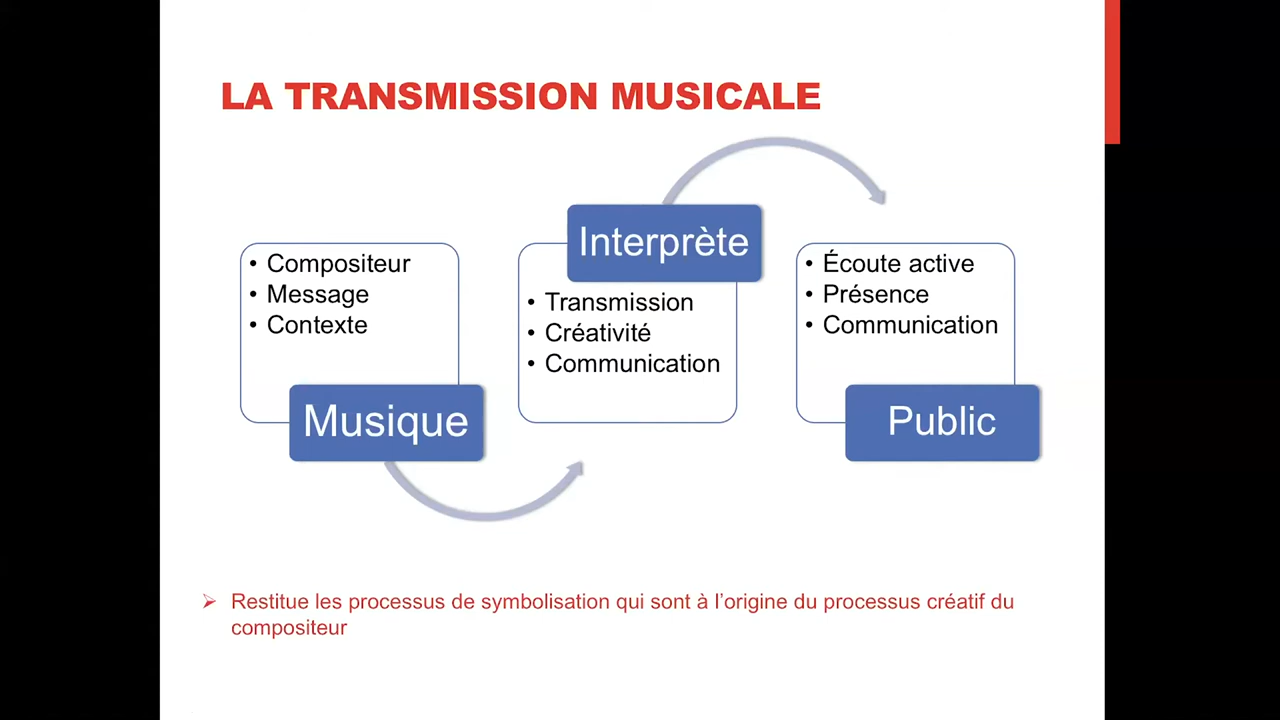 LA TRANSMISSION MUSICALE
• Compositeur
• Message
• Contexte
Musique
Interprète
• Transmission
• Créativité
• Communication
• Écoute active
• Présence
• Communication
Public
Restitue les processus de symbolisation qui sont à l’origine du processus créatif du
compositeur